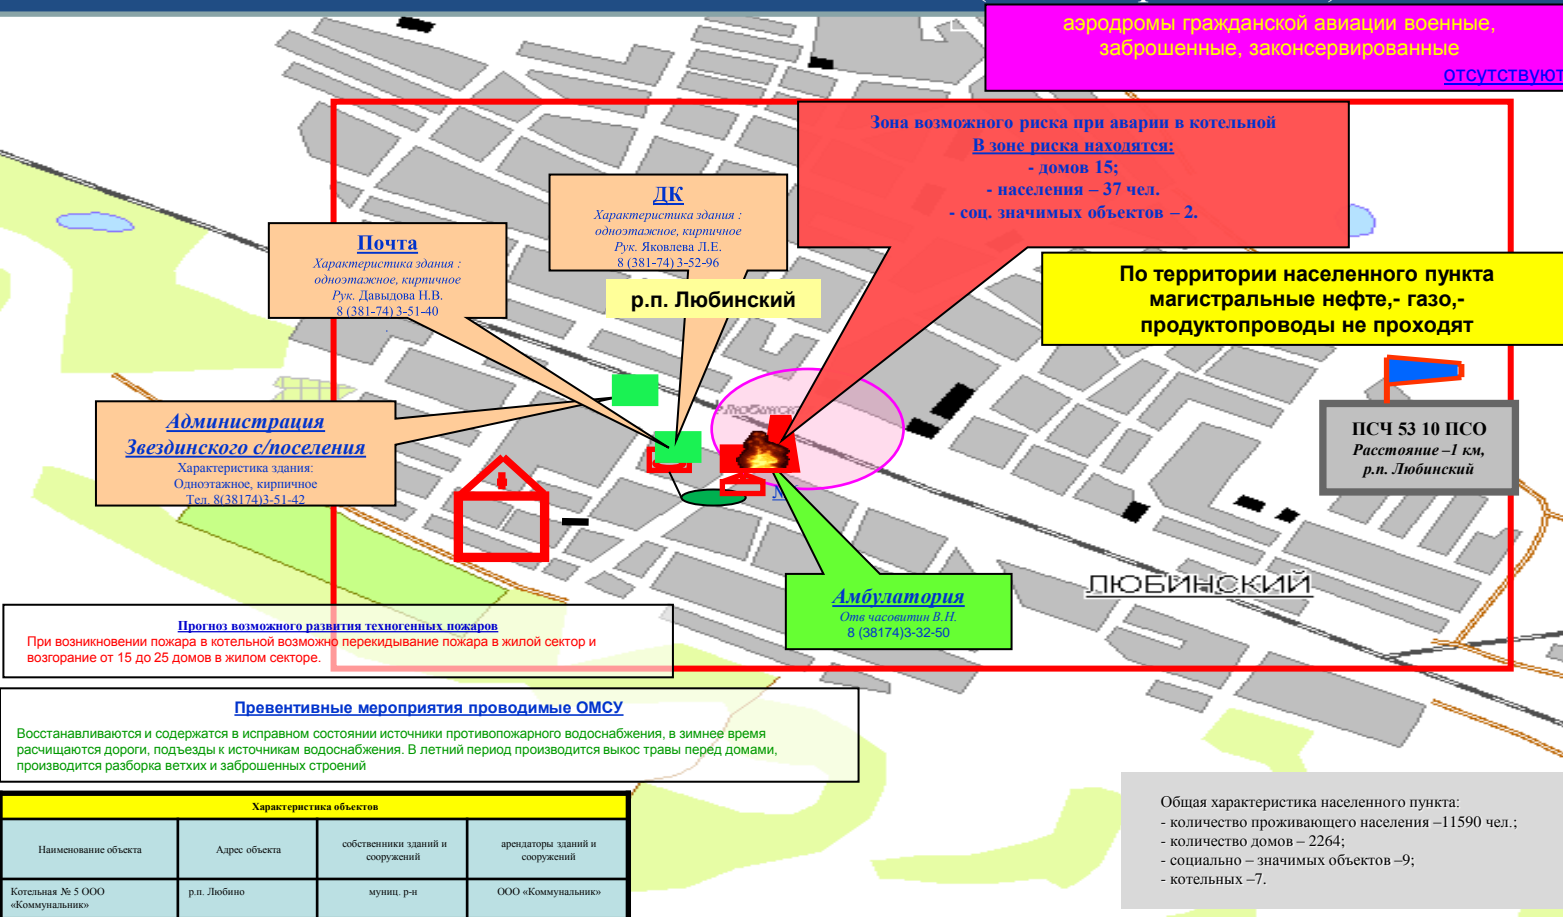 аэродромы гражданской авиации военные,
заброшенные, законсервированные
отсутствуют
Зона возможного риска при аварии в котельной
В зоне риска находятся:
- домов 15;
- населения – 37 чел.
- соц. значимых объектов – 2.
ДК
Характеристика здания :
одноэтажное, кирпичное
Рук. Яковлева Л.Е.
8 (381-74) 3-52-96
Почта
Характеристика здания :
одноэтажное, кирпичное
Рук. Давыдова Н.В.
8 (381-74) 3-51-40
р.п. Любинский
По территории населенного пункта
магистральные нефте,- газо,-
продуктопроводы не проходят
Администрация
Звездинского с/поселения
Характеристика здания:
Одноэтажное, кирпичное
Тел. 8(38174)3-51-42
ПСЧ 53 10 ПСО
Расстояние –1 км,
р.п. Любинский
ЛЮБИНСКИЙ
Амбулатория
Отв часовитин В.Н.
8 (38174)3-32-50
Прогноз возможного развития техногенных пожаров
При возникновении пожара в котельной возможно перекидывание пожара в жилой сектор и
возгорание от 15 до 25 домов в жилом секторе.
Превентивные мероприятия проводимые ОМСУ
Восстанавливаются и содержатся в исправном состоянии источники противопожарного водоснабжения, в зимнее время
расчищаются дороги, подъезды к источникам водоснабжения. В летний период производится выкос травы перед домами,
производится разборка ветхих и заброшенных строений
Характеристика объектов
Наименование объекта
Адрес объекта
собственники зданий и
сооружений
арендаторы зданий и
сооружений
Котельная № 5 ООО
«Коммунальник»
р.п. Любино
муниц. р-н
ООО «Коммунальник»
Общая характеристика населенного пункта:
- количество проживающего населения –11590 чел.;
- количество домов – 2264;
- социально – значимых объектов –9;
- котельных –7.